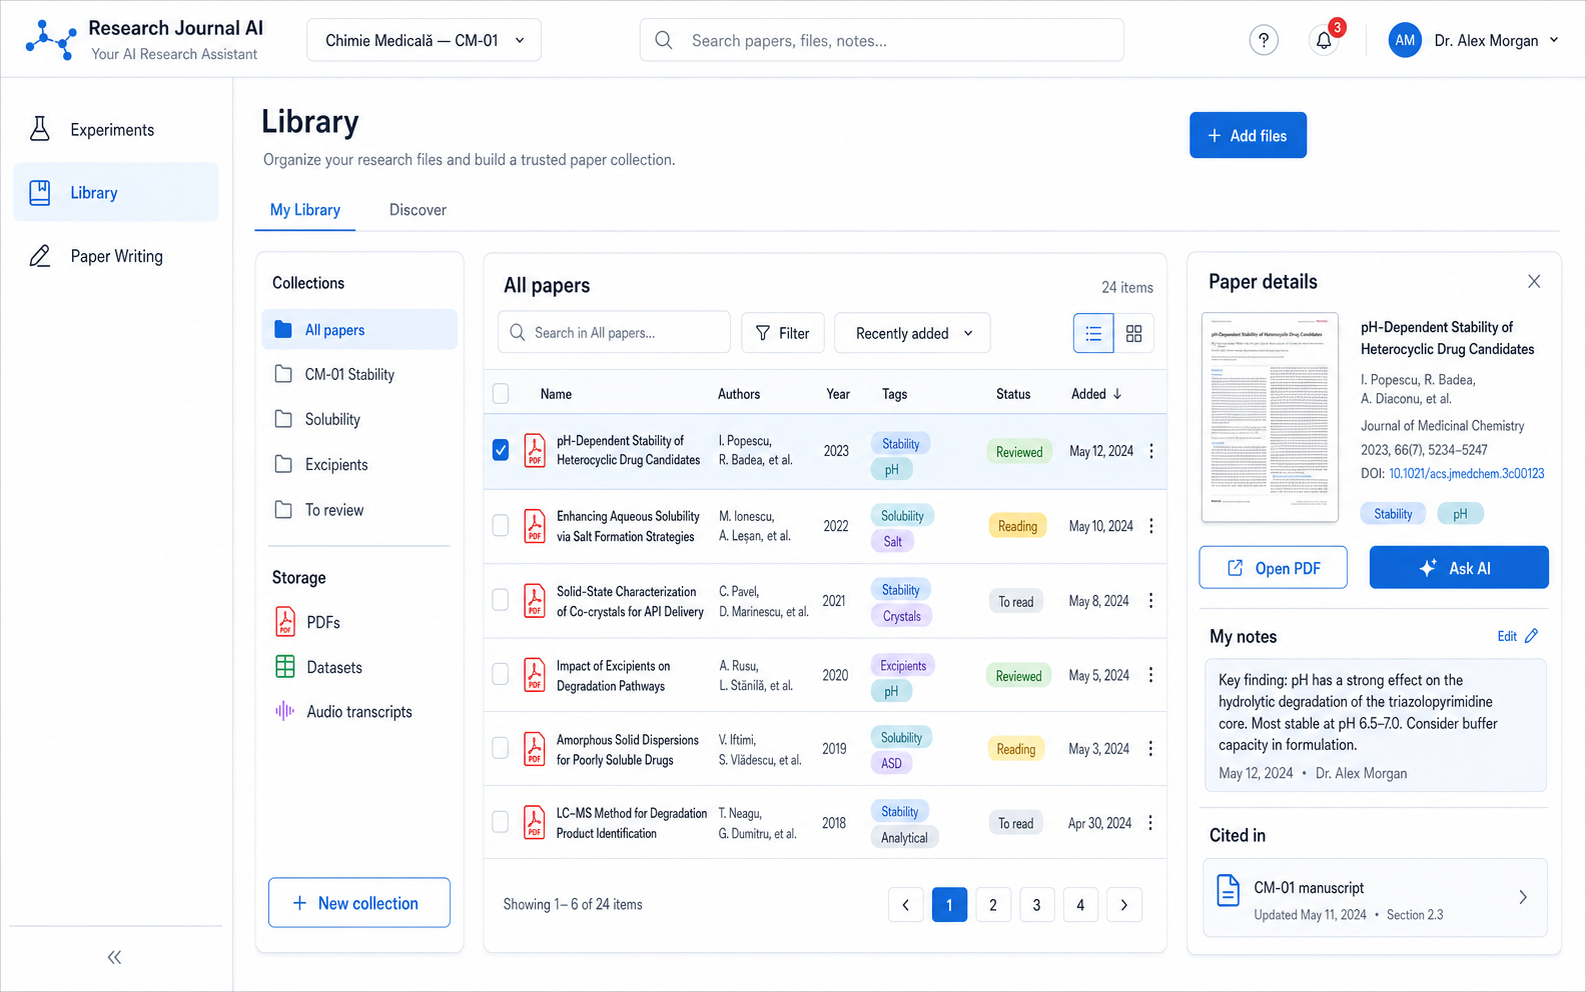 Research Journal AI
Your AI Research Assistant
Chimie Medicală — CM-01
Search papers, files, notes...
?
3
AM
Dr. Alex Morgan
Experiments
Library
Paper Writing
Library
Organize your research files and build a trusted paper collection.
+ Add files
My Library
Discover
Collections
All papers
CM-01 Stability
Solubility
Excipients
To review
Storage
PDFs
Datasets
Audio transcripts
+ New collection
All papers
24 items
Search in All papers...
Filter
Recently added
Name Authors Year Tags Status Added ↓
PDF
pH-Dependent Stability of
Heterocyclic Drug Candidates
I. Popescu,
R. Badea, et al.
2023
Stability
pH
Reviewed
May 12, 2024
PDF
Enhancing Aqueous Solubility
via Salt Formation Strategies
M. Ionescu,
A. Leșan, et al.
2022
Solubility
Salt
Reading
May 10, 2024
PDF
Solid-State Characterization
of Co-crystals for API Delivery
C. Pavel,
D. Marinescu, et al.
2021
Stability
Crystals
To read
May 8, 2024
PDF
Impact of Excipients on
Degradation Pathways
A. Rusu,
L. Stănilă, et al.
2020
Excipients
pH
Reviewed
May 5, 2024
PDF
Amorphous Solid Dispersions
for Poorly Soluble Drugs
V. Iftimi,
S. Vlădescu, et al.
2019
Solubility
ASD
Reading
May 3, 2024
PDF
LC–MS Method for Degradation
Product Identification
T. Neagu,
G. Dumitru, et al.
2018
Stability
Analytical
To read
Apr 30, 2024
Showing 1–6 of 24 items
1 2 3 4
Paper details
pH-Dependent Stability of Heterocyclic Drug Candidates
pH-Dependent Stability of
Heterocyclic Drug Candidates
I. Popescu, R. Badea,
A. Diaconu, et al.
Journal of Medicinal Chemistry
2023, 66(7), 5234–5247
DOI: 10.1021/acs.jmedchem.3c00123
Stability
pH
Open PDF
Ask AI
My notes
Edit
Key finding: pH has a strong effect on the
hydrolytic degradation of the triazolopyrimidine
core. Most stable at pH 6.5–7.0. Consider buffer
capacity in formulation.
May 12, 2024 • Dr. Alex Morgan
Cited in
CM-01 manuscript
Updated May 11, 2024 • Section 2.3